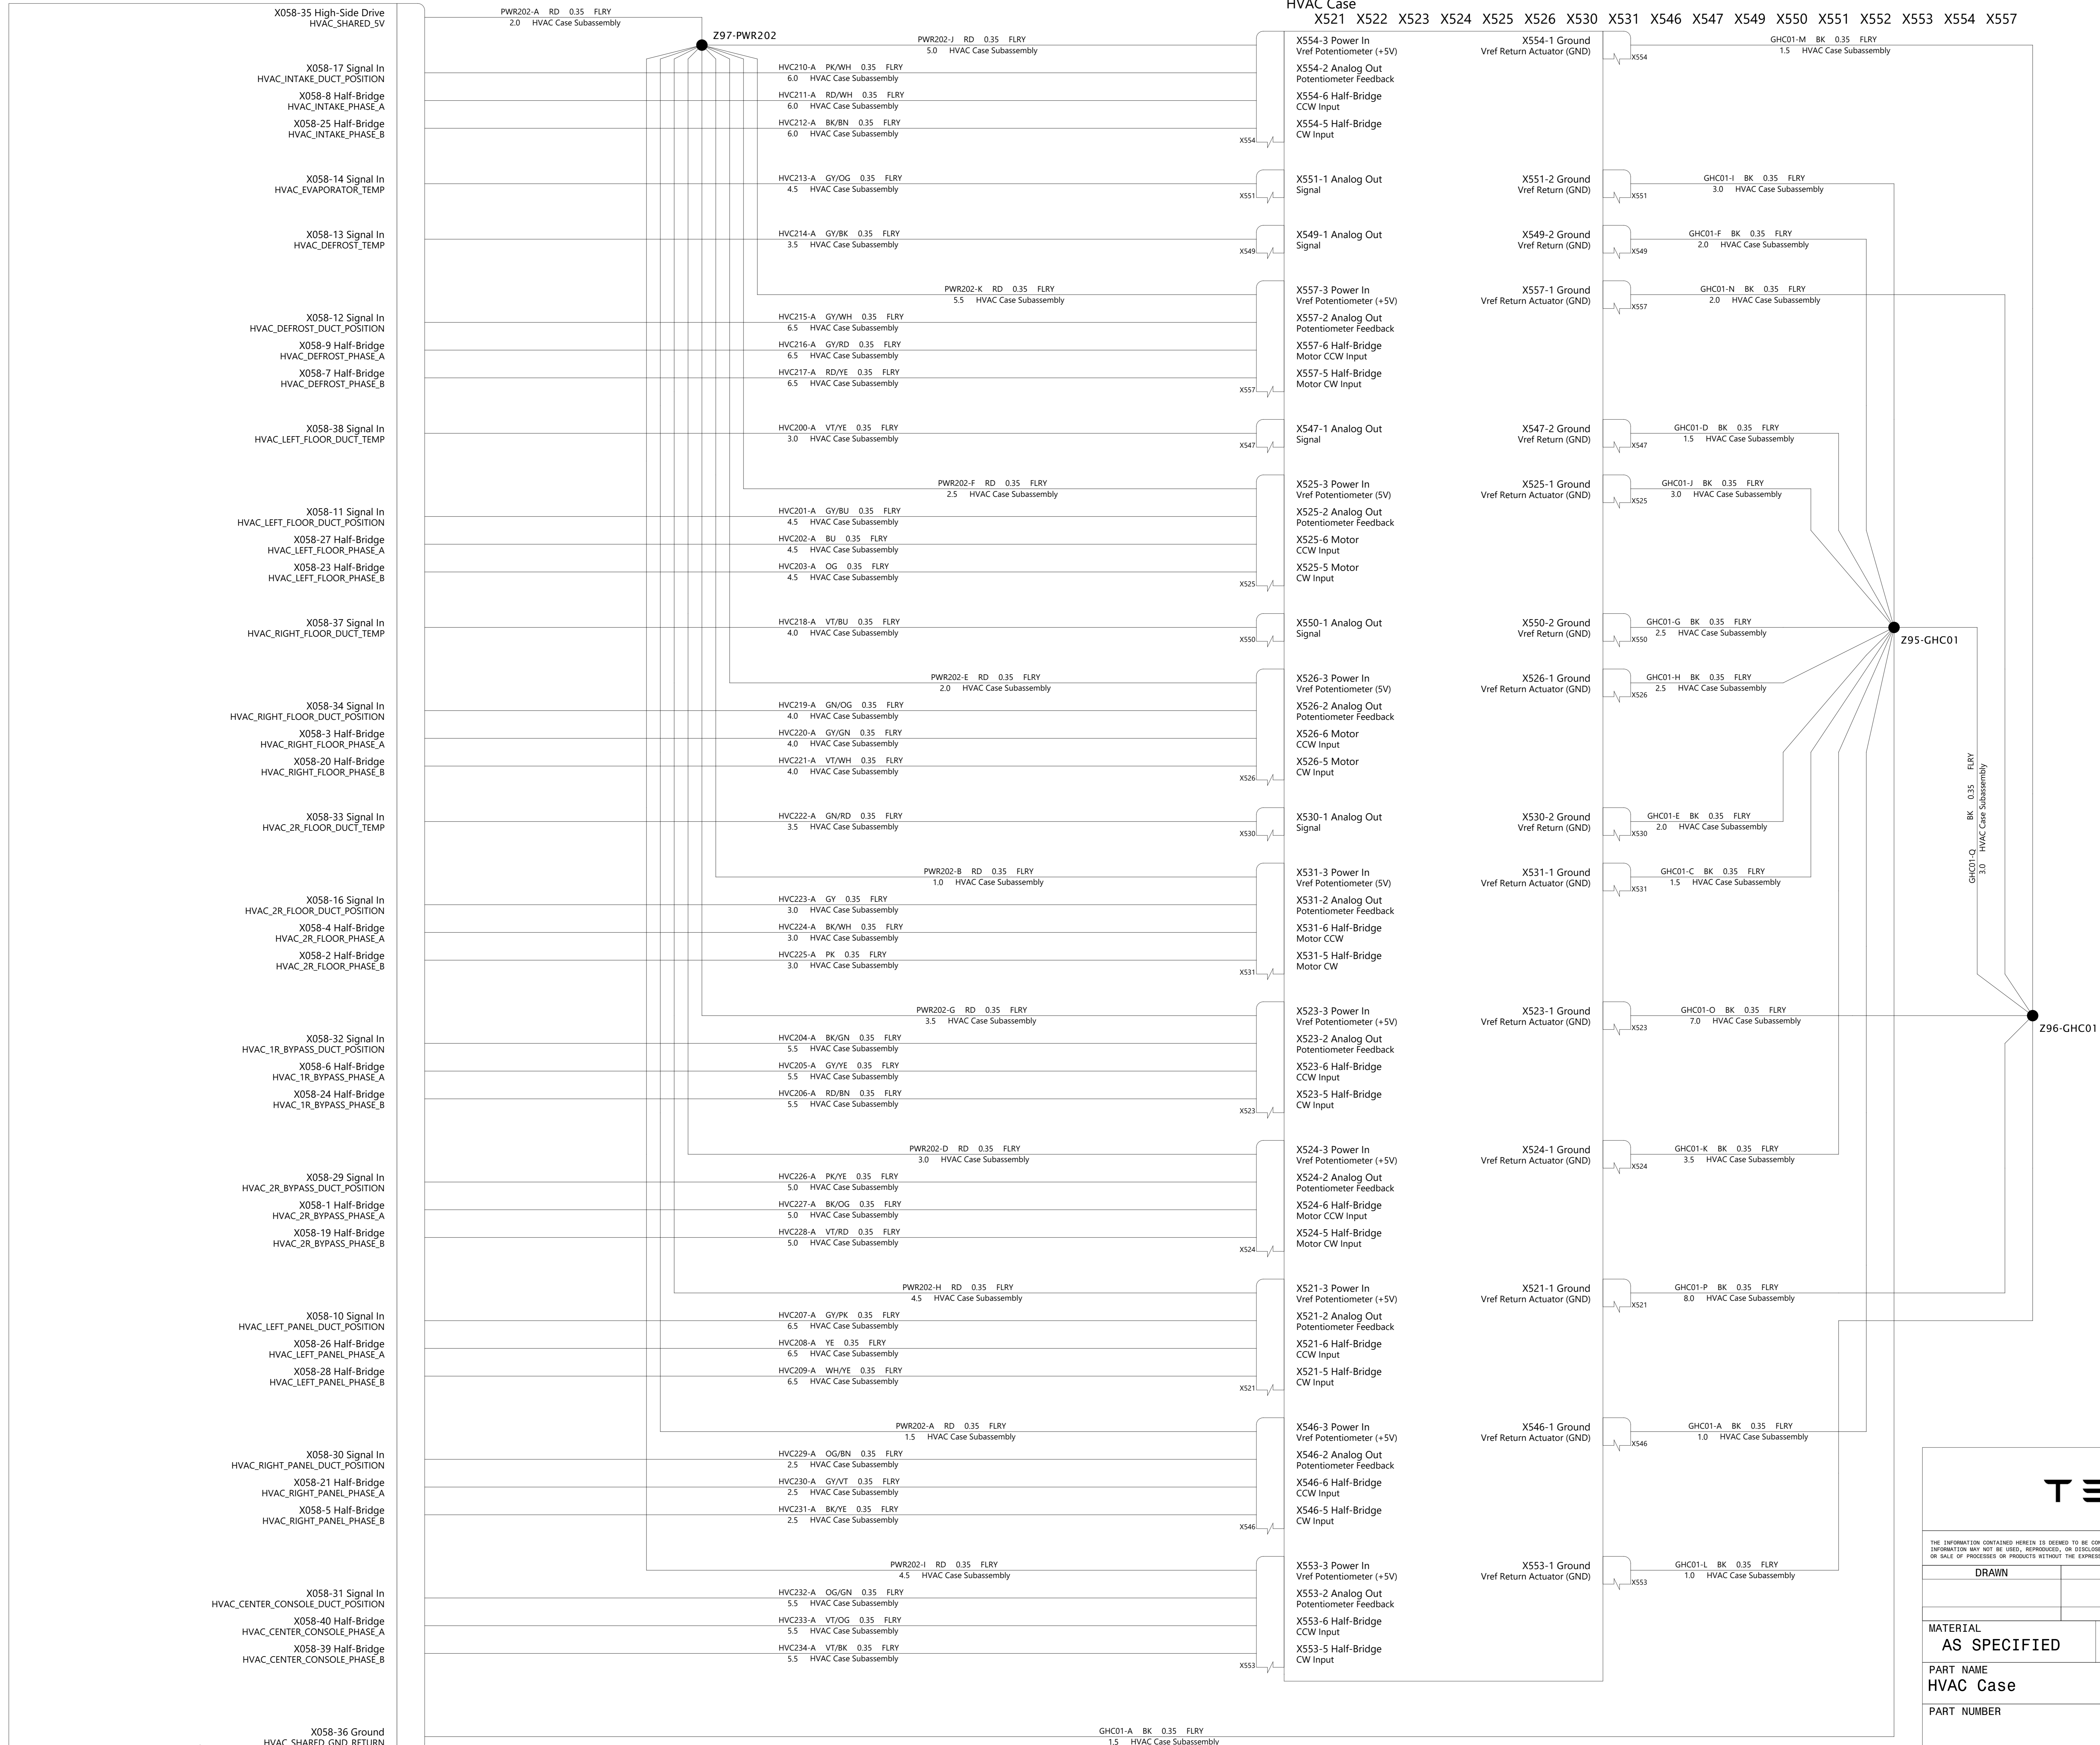 HVAC Case
X521 X522 X523 X524 X525 X526 X530 X531 X546 X547 X549 X550 X551 X552 X553 X554 X557
X058-35 High-Side Drive
HVAC_SHARED_5V
PWR202-A RD 0.35 FLRY
2.0 HVAC Case Subassembly
Z97-PWR202
PWR202-J RD 0.35 FLRY
5.0 HVAC Case Subassembly
X554-3 Power In
Vref Potentiometer (+5V)
X554-1 Ground
Vref Return Actuator (GND)
X554
GHC01-M BK 0.35 FLRY
1.5 HVAC Case Subassembly
X058-17 Signal In
HVAC_INTAKE_DUCT_POSITION
HVC210-A PK/WH 0.35 FLRY
6.0 HVAC Case Subassembly
X554-2 Analog Out
Potentiometer Feedback
X058-8 Half-Bridge
HVAC_INTAKE_PHASE_A
HVC211-A RD/WH 0.35 FLRY
6.0 HVAC Case Subassembly
X554-6 Half-Bridge
CCW Input
X058-25 Half-Bridge
HVAC_INTAKE_PHASE_B
HVC212-A BK/BN 0.35 FLRY
6.0 HVAC Case Subassembly
X554-5 Half-Bridge
CW Input
X554
X058-14 Signal In
HVAC_EVAPORATOR_TEMP
HVC213-A GY/OG 0.35 FLRY
4.5 HVAC Case Subassembly
X551
X551-1 Analog Out
Signal
X551-2 Ground
Vref Return (GND)
X551
GHC01-I BK 0.35 FLRY
3.0 HVAC Case Subassembly
X058-13 Signal In
HVAC_DEFROST_TEMP
HVC214-A GY/BK 0.35 FLRY
3.5 HVAC Case Subassembly
X549
X549-1 Analog Out
Signal
X549-2 Ground
Vref Return (GND)
X549
GHC01-F BK 0.35 FLRY
2.0 HVAC Case Subassembly
PWR202-K RD 0.35 FLRY
5.5 HVAC Case Subassembly
X557-3 Power In
Vref Potentiometer (+5V)
X557-1 Ground
Vref Return Actuator (GND)
X557
GHC01-N BK 0.35 FLRY
2.0 HVAC Case Subassembly
X058-12 Signal In
HVAC_DEFROST_DUCT_POSITION
HVC215-A GY/WH 0.35 FLRY
6.5 HVAC Case Subassembly
X557-2 Analog Out
Potentiometer Feedback
X058-9 Half-Bridge
HVAC_DEFROST_PHASE_A
HVC216-A GY/RD 0.35 FLRY
6.5 HVAC Case Subassembly
X557-6 Half-Bridge
Motor CCW Input
X058-7 Half-Bridge
HVAC_DEFROST_PHASE_B
HVC217-A RD/YE 0.35 FLRY
6.5 HVAC Case Subassembly
X557-5 Half-Bridge
Motor CW Input
X557
X058-38 Signal In
HVAC_LEFT_FLOOR_DUCT_TEMP
HVC200-A VT/YE 0.35 FLRY
3.0 HVAC Case Subassembly
X547
X547-1 Analog Out
Signal
X547-2 Ground
Vref Return (GND)
X547
GHC01-D BK 0.35 FLRY
1.5 HVAC Case Subassembly
PWR202-F RD 0.35 FLRY
2.5 HVAC Case Subassembly
X525-3 Power In
Vref Potentiometer (5V)
X525-1 Ground
Vref Return Actuator (GND)
X525
GHC01-J BK 0.35 FLRY
3.0 HVAC Case Subassembly
X058-11 Signal In
HVAC_LEFT_FLOOR_DUCT_POSITION
HVC201-A GY/BU 0.35 FLRY
4.5 HVAC Case Subassembly
X525-2 Analog Out
Potentiometer Feedback
X058-27 Half-Bridge
HVAC_LEFT_FLOOR_PHASE_A
HVC202-A BU 0.35 FLRY
4.5 HVAC Case Subassembly
X525-6 Motor
CCW Input
X058-23 Half-Bridge
HVAC_LEFT_FLOOR_PHASE_B
HVC203-A OG 0.35 FLRY
4.5 HVAC Case Subassembly
X525-5 Motor
CW Input
X525
X058-37 Signal In
HVAC_RIGHT_FLOOR_DUCT_TEMP
HVC218-A VT/BU 0.35 FLRY
4.0 HVAC Case Subassembly
X550
X550-1 Analog Out
Signal
X550-2 Ground
Vref Return (GND)
X550
GHC01-G BK 0.35 FLRY
2.5 HVAC Case Subassembly
Z95-GHC01
PWR202-E RD 0.35 FLRY
2.0 HVAC Case Subassembly
X526-3 Power In
Vref Potentiometer (5V)
X526-1 Ground
Vref Return Actuator (GND)
X526
GHC01-H BK 0.35 FLRY
2.5 HVAC Case Subassembly
X058-34 Signal In
HVAC_RIGHT_FLOOR_DUCT_POSITION
HVC219-A GN/OG 0.35 FLRY
4.0 HVAC Case Subassembly
X526-2 Analog Out
Potentiometer Feedback
X058-3 Half-Bridge
HVAC_RIGHT_FLOOR_PHASE_A
HVC220-A GY/GN 0.35 FLRY
4.0 HVAC Case Subassembly
X526-6 Motor
CCW Input
X058-20 Half-Bridge
HVAC_RIGHT_FLOOR_PHASE_B
HVC221-A VT/WH 0.35 FLRY
4.0 HVAC Case Subassembly
X526-5 Motor
CW Input
X526
GHC01-Q BK 0.35 FLRY
3.0 HVAC Case Subassembly
X058-33 Signal In
HVAC_2R_FLOOR_DUCT_TEMP
HVC222-A GN/RD 0.35 FLRY
3.5 HVAC Case Subassembly
X530
X530-1 Analog Out
Signal
X530-2 Ground
Vref Return (GND)
X530
GHC01-E BK 0.35 FLRY
2.0 HVAC Case Subassembly
PWR202-B RD 0.35 FLRY
1.0 HVAC Case Subassembly
X531-3 Power In
Vref Potentiometer (5V)
X531-1 Ground
Vref Return Actuator (GND)
X531
GHC01-C BK 0.35 FLRY
1.5 HVAC Case Subassembly
X058-16 Signal In
HVAC_2R_FLOOR_DUCT_POSITION
HVC223-A GY 0.35 FLRY
3.0 HVAC Case Subassembly
X531-2 Analog Out
Potentiometer Feedback
X058-4 Half-Bridge
HVAC_2R_FLOOR_PHASE_A
HVC224-A BK/WH 0.35 FLRY
3.0 HVAC Case Subassembly
X531-6 Half-Bridge
Motor CCW
X058-2 Half-Bridge
HVAC_2R_FLOOR_PHASE_B
HVC225-A PK 0.35 FLRY
3.0 HVAC Case Subassembly
X531-5 Half-Bridge
Motor CW
X531
PWR202-G RD 0.35 FLRY
3.5 HVAC Case Subassembly
X523-3 Power In
Vref Potentiometer (+5V)
X523-1 Ground
Vref Return Actuator (GND)
X523
GHC01-O BK 0.35 FLRY
7.0 HVAC Case Subassembly
Z96-GHC01
X058-32 Signal In
HVAC_1R_BYPASS_DUCT_POSITION
HVC204-A BK/GN 0.35 FLRY
5.5 HVAC Case Subassembly
X523-2 Analog Out
Potentiometer Feedback
X058-6 Half-Bridge
HVAC_1R_BYPASS_PHASE_A
HVC205-A GY/YE 0.35 FLRY
5.5 HVAC Case Subassembly
X523-6 Half-Bridge
CCW Input
X058-24 Half-Bridge
HVAC_1R_BYPASS_PHASE_B
HVC206-A RD/BN 0.35 FLRY
5.5 HVAC Case Subassembly
X523-5 Half-Bridge
CW Input
X523
PWR202-D RD 0.35 FLRY
3.0 HVAC Case Subassembly
X524-3 Power In
Vref Potentiometer (+5V)
X524-1 Ground
Vref Return Actuator (GND)
X524
GHC01-K BK 0.35 FLRY
3.5 HVAC Case Subassembly
X058-29 Signal In
HVAC_2R_BYPASS_DUCT_POSITION
HVC226-A PK/YE 0.35 FLRY
5.0 HVAC Case Subassembly
X524-2 Analog Out
Potentiometer Feedback
X058-1 Half-Bridge
HVAC_2R_BYPASS_PHASE_A
HVC227-A BK/OG 0.35 FLRY
5.0 HVAC Case Subassembly
X524-6 Half-Bridge
Motor CCW Input
X058-19 Half-Bridge
HVAC_2R_BYPASS_PHASE_B
HVC228-A VT/RD 0.35 FLRY
5.0 HVAC Case Subassembly
X524-5 Half-Bridge
Motor CW Input
X524
PWR202-H RD 0.35 FLRY
4.5 HVAC Case Subassembly
X521-3 Power In
Vref Potentiometer (+5V)
X521-1 Ground
Vref Return Actuator (GND)
X521
GHC01-P BK 0.35 FLRY
8.0 HVAC Case Subassembly
X058-10 Signal In
HVAC_LEFT_PANEL_DUCT_POSITION
HVC207-A GY/PK 0.35 FLRY
6.5 HVAC Case Subassembly
X521-2 Analog Out
Potentiometer Feedback
X058-26 Half-Bridge
HVAC_LEFT_PANEL_PHASE_A
HVC208-A YE 0.35 FLRY
6.5 HVAC Case Subassembly
X521-6 Half-Bridge
CCW Input
X058-28 Half-Bridge
HVAC_LEFT_PANEL_PHASE_B
HVC209-A WH/YE 0.35 FLRY
6.5 HVAC Case Subassembly
X521-5 Half-Bridge
CW Input
X521
PWR202-A RD 0.35 FLRY
1.5 HVAC Case Subassembly
X546-3 Power In
Vref Potentiometer (+5V)
X546-1 Ground
Vref Return Actuator (GND)
X546
GHC01-A BK 0.35 FLRY
1.0 HVAC Case Subassembly
X058-30 Signal In
HVAC_RIGHT_PANEL_DUCT_POSITION
HVC229-A OG/BN 0.35 FLRY
2.5 HVAC Case Subassembly
X546-2 Analog Out
Potentiometer Feedback
X058-21 Half-Bridge
HVAC_RIGHT_PANEL_PHASE_A
HVC230-A GY/VT 0.35 FLRY
2.5 HVAC Case Subassembly
X546-6 Half-Bridge
CCW Input
X058-5 Half-Bridge
HVAC_RIGHT_PANEL_PHASE_B
HVC231-A BK/YE 0.35 FLRY
2.5 HVAC Case Subassembly
X546-5 Half-Bridge
CW Input
X546
PWR202-I RD 0.35 FLRY
4.5 HVAC Case Subassembly
X553-3 Power In
Vref Potentiometer (+5V)
X553-1 Ground
Vref Return Actuator (GND)
X553
GHC01-L BK 0.35 FLRY
1.0 HVAC Case Subassembly
X058-31 Signal In
HVAC_CENTER_CONSOLE_DUCT_POSITION
HVC232-A OG/GN 0.35 FLRY
5.5 HVAC Case Subassembly
X553-2 Analog Out
Potentiometer Feedback
X058-40 Half-Bridge
HVAC_CENTER_CONSOLE_PHASE_A
HVC233-A VT/OG 0.35 FLRY
5.5 HVAC Case Subassembly
X553-6 Half-Bridge
CCW Input
X058-39 Half-Bridge
HVAC_CENTER_CONSOLE_PHASE_B
HVC234-A VT/BK 0.35 FLRY
5.5 HVAC Case Subassembly
X553-5 Half-Bridge
CW Input
X553
X058-36 Ground
HVAC_SHARED_GND_RETURN
GHC01-A BK 0.35 FLRY
1.5 HVAC Case Subassembly
TE
THE INFORMATION CONTAINED HEREIN IS DEEMED TO BE CON
INFORMATION MAY NOT BE USED, REPRODUCED, OR DISCLOSE
OR SALE OF PROCESSES OR PRODUCTS WITHOUT THE EXPRESS
DRAWN
MATERIAL
AS SPECIFIED
PART NAME
HVAC Case
PART NUMBER